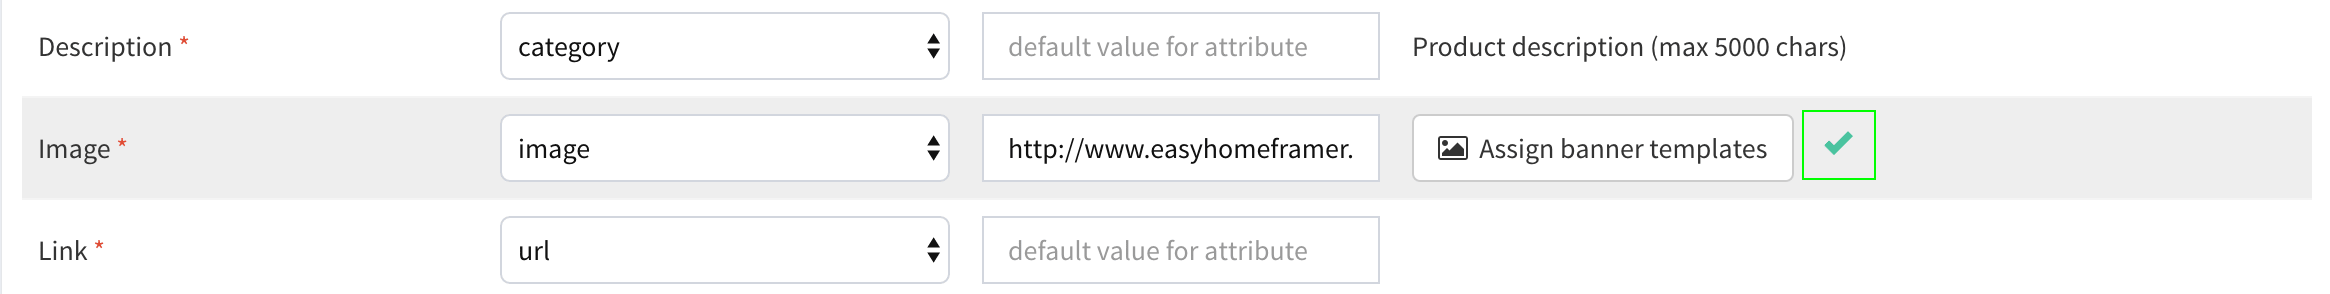 Description * category default value for attribute Product description (max 5000 chars)
Image * image http://www.easyhomeframer. Assign banner templates
Link * url default value for attribute